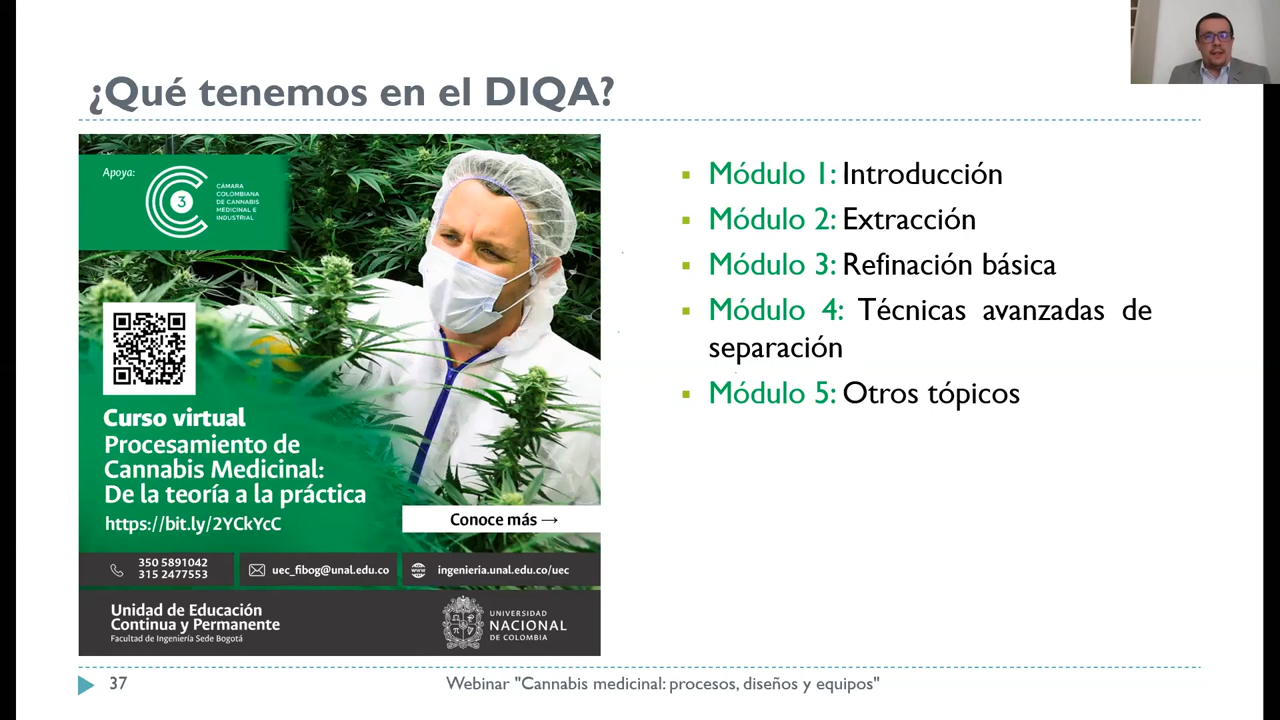 ¿Qué tenemos en el DIQA?
Apoya:
3
CÁMARA
COLOMBIANA
DE CANNABIS
MEDICINAL E
INDUSTRIAL
Curso virtual
Procesamiento de
Cannabis Medicinal:
De la teoría a la práctica
https://bit.ly/2YCkYcC
Conoce más →
350 5891042
315 2477553
uec_fibog@unal.edu.co
www
ingenieria.unal.edu.co/uec
Unidad de Educación
Continua y Permanente
Facultad de Ingeniería Sede Bogotá
UNIVERSIDAD
NACIONAL
DE COLOMBIA
Módulo 1: Introducción
Módulo 2: Extracción
Módulo 3: Refinación básica
Módulo 4: Técnicas avanzadas de
separación
Módulo 5: Otros tópicos
37
Webinar "Cannabis medicinal: procesos, diseños y equipos"